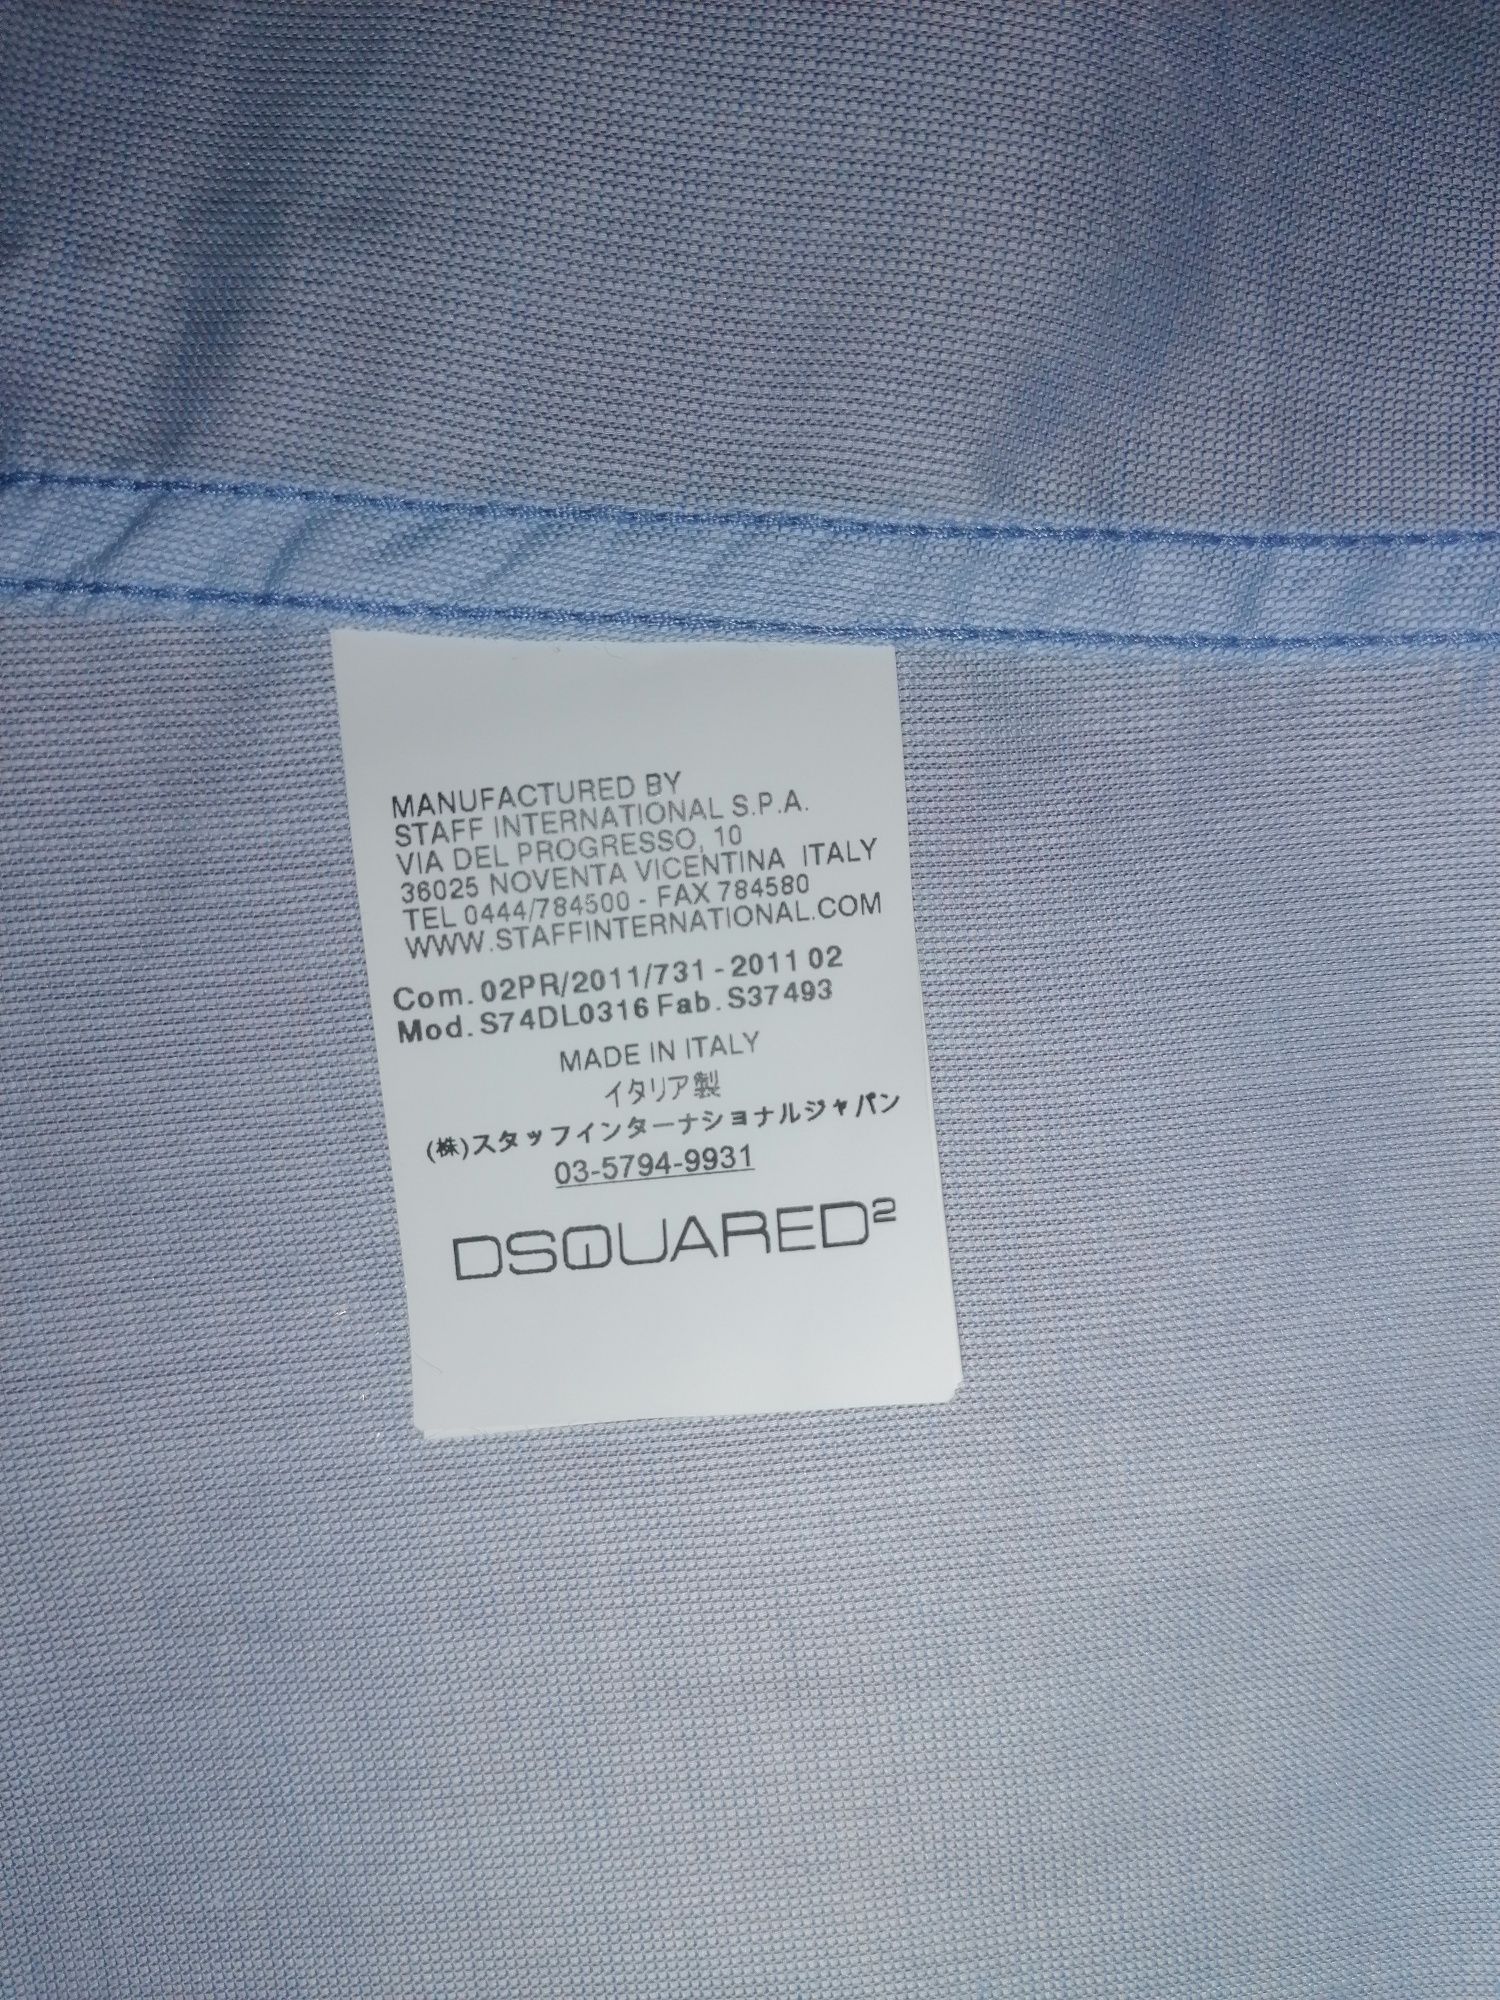 MANUFACTURED BY
STAFF INTERNATIONAL S.P.A.
VIA DEL PROGRESSO, 10
36025 NOVENTA VICENTINA ITALY
TEL 0444/784500 - FAX 784580
WWW.STAFFINTERNATIONAL.COM
Com. 02PR/2011/731 - 2011 02
Mod. S74DL0316 Fab. S37493
MADE IN ITALY
イタリア製
(株)スタッフインターナショナルジャパン
03-5794-9931
DSQUARED²